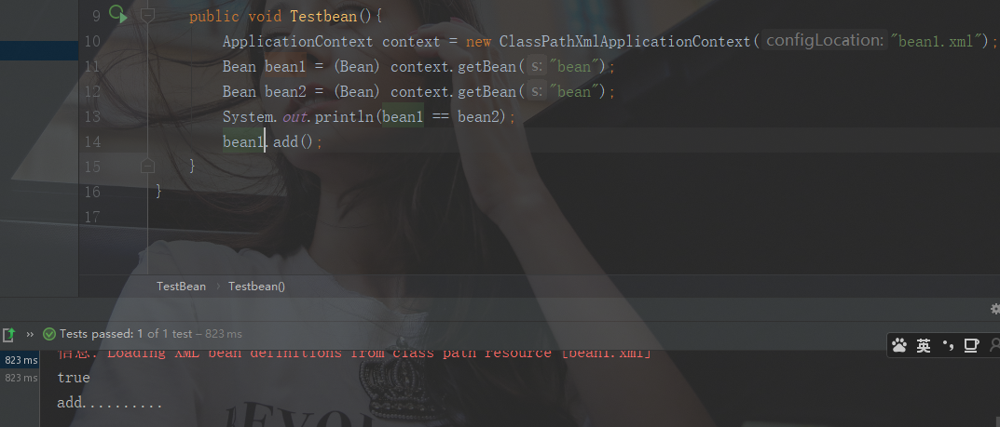 9 public void Testbean(){
10 ApplicationContext context = new ClassPathXmlApplicationContext( configLocation: "bean1.xml");
11 Bean bean1 = (Bean) context.getBean( s: "bean");
12 Bean bean2 = (Bean) context.getBean( s: "bean");
13 System.out.println(bean1 == bean2);
14 bean1.add();
15 }
16 }
17
TestBean › Testbean()
» Tests passed: 1 of 1 test – 823 ms
823 ms 信息: Loading XML bean definitions from class path resource [bean1.xml]
英
823 ms true
add..........